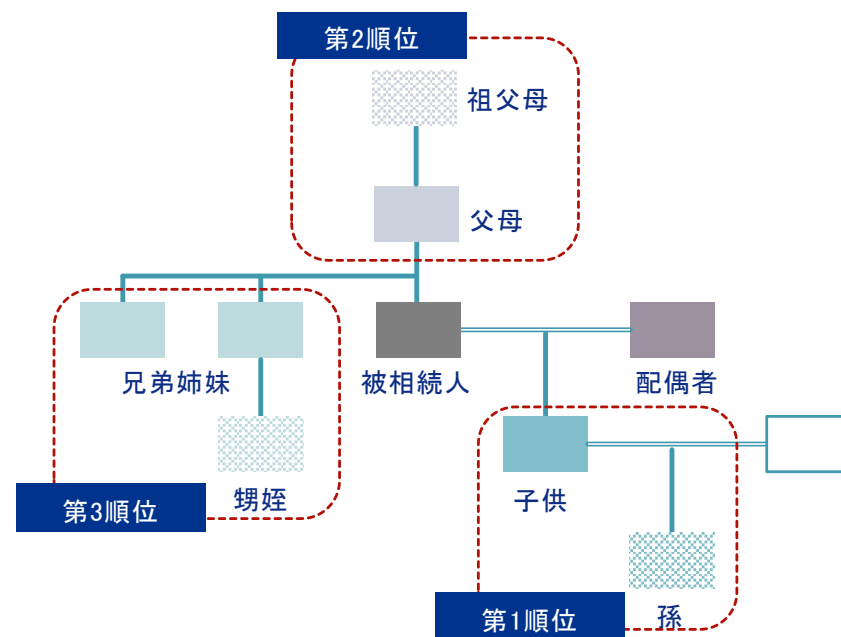 第2順位
祖父母
父母
兄弟姉妹
被相続人
配偶者
甥姪
第3順位
子供
孫
第1順位